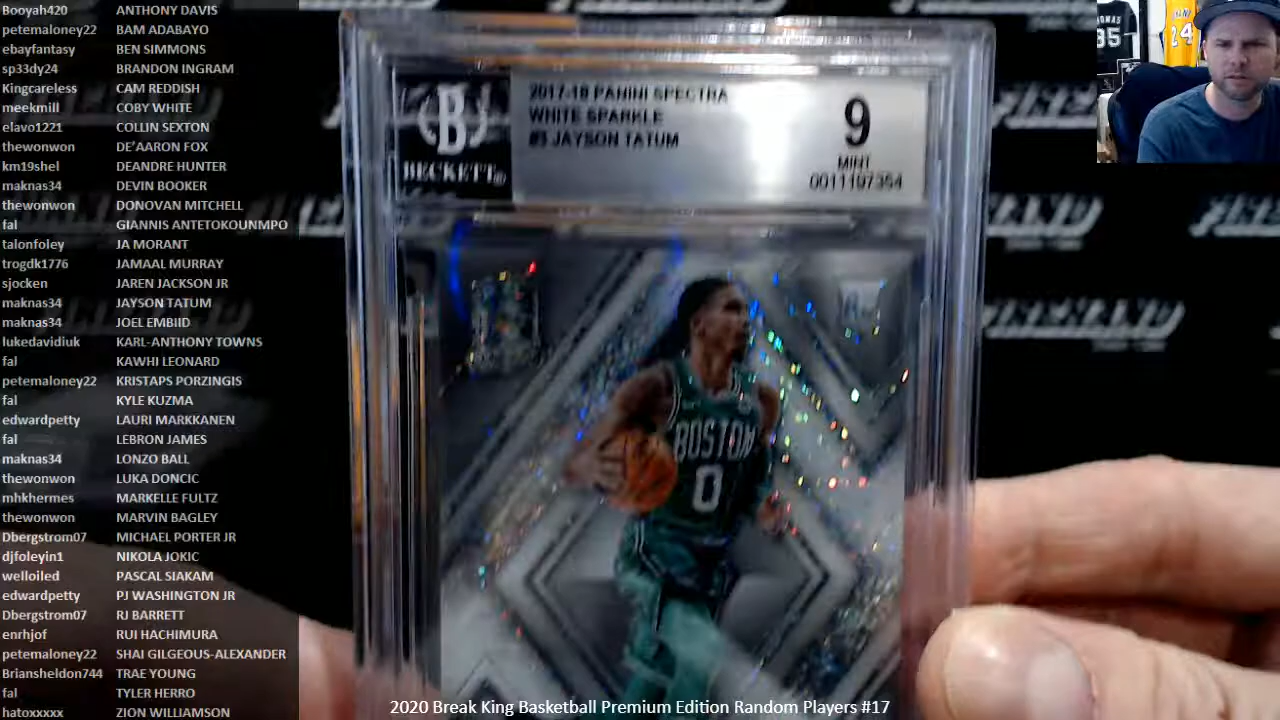 Booyah420 ANTHONY DAVIS
petemaloney22 BAM ADABAYO
ebayfantasy BEN SIMMONS
sp33dy24 BRANDON INGRAM
Kingcareless CAM REDDISH
meekmill COBY WHITE
elavo1221 COLLIN SEXTON
thewonwon DE'AARON FOX
km19shel DEANDRE HUNTER
maknas34 DEVIN BOOKER
thewonwon DONOVAN MITCHELL
fal GIANNIS ANTETOKOUNMPO
talonfoley JA MORANT
trogdk1776 JAMAAL MURRAY
sjocken JAREN JACKSON JR
maknas34 JAYSON TATUM
maknas34 JOEL EMBIID
lukedavidiuk KARL-ANTHONY TOWNS
fal KAWHI LEONARD
petemaloney22 KRISTAPS PORZINGIS
fal KYLE KUZMA
edwardpetty LAURI MARKKANEN
fal LEBRON JAMES
maknas34 LONZO BALL
thewonwon LUKA DONCIC
mhkhermes MARKELLE FULTZ
thewonwon MARVIN BAGLEY
Dbergstrom07 MICHAEL PORTER JR
djfoleyin1 NIKOLA JOKIC
welloiled PASCAL SIAKAM
edwardpetty PJ WASHINGTON JR
Dbergstrom07 RJ BARRETT
enrhjof RUI HACHIMURA
petemaloney22 SHAI GILGEOUS-ALEXANDER
Briansheldon744 TRAE YOUNG
fal TYLER HERRO
hatoxxxxx ZION WILLIAMSON
B
BECKETT
2017-18 PANINI SPECTRA
WHITE SPARKLE
#3 JAYSON TATUM
9
MINT
0011197354
BOSTON
0
35
24
2020 Break King Basketball Premium Edition Random Players #17